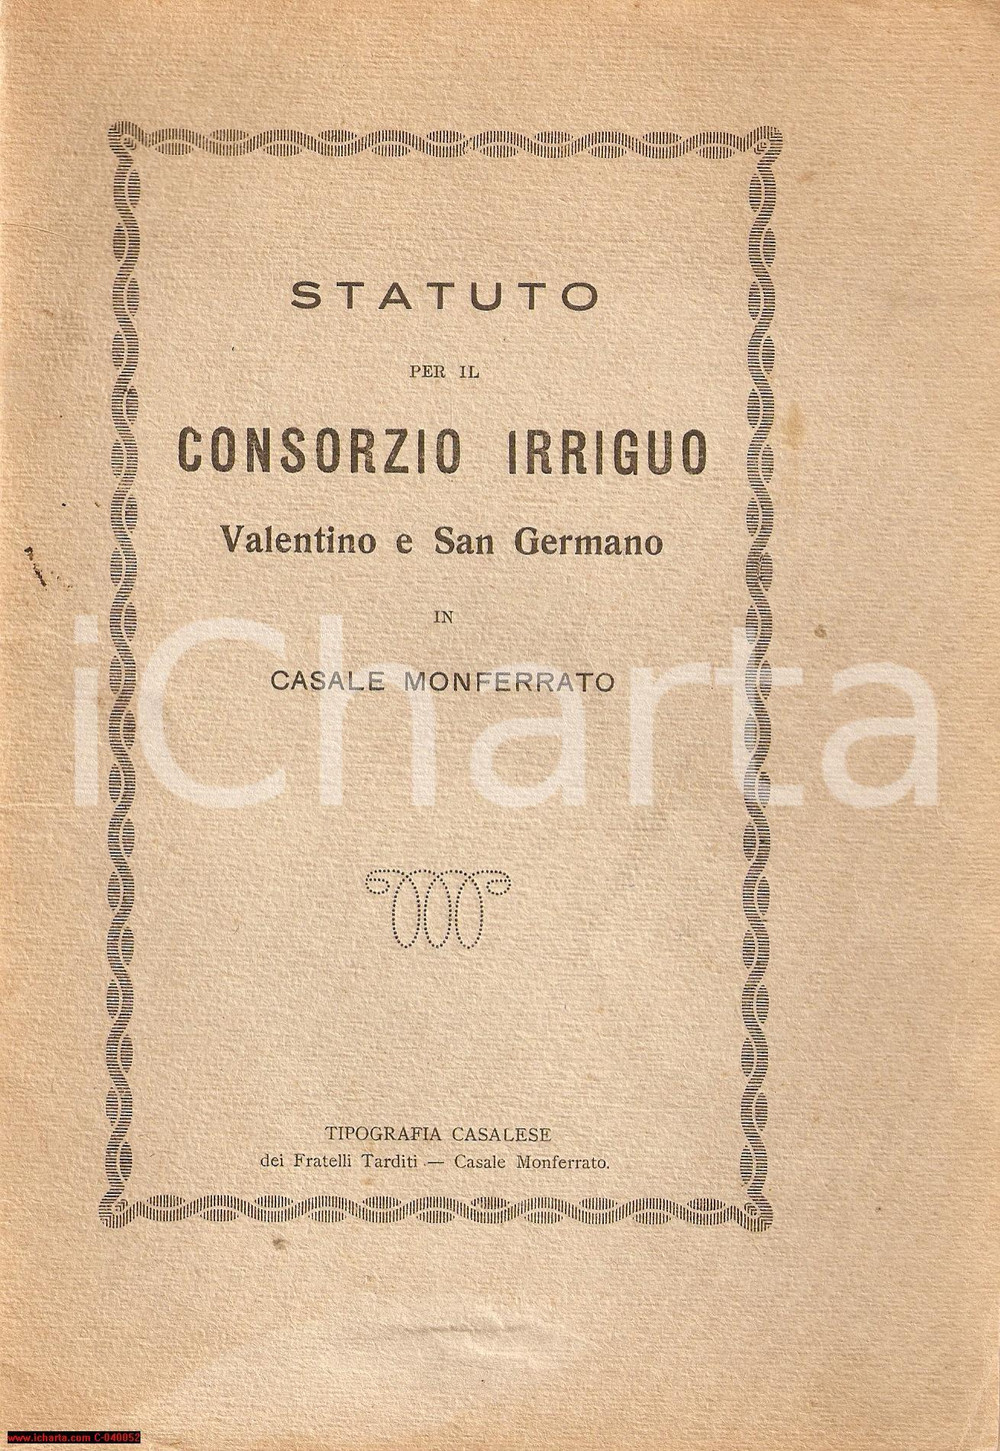 STATUTO
PER IL
CONSORZIO IRRIGUO
Valentino e San Germano
IN
CASALE MONFERRATO
iCharta
TIPOGRAFIA CASALESE
dei Fratelli Tarditi — Casale Monferrato.
www.icharta.com C-040052